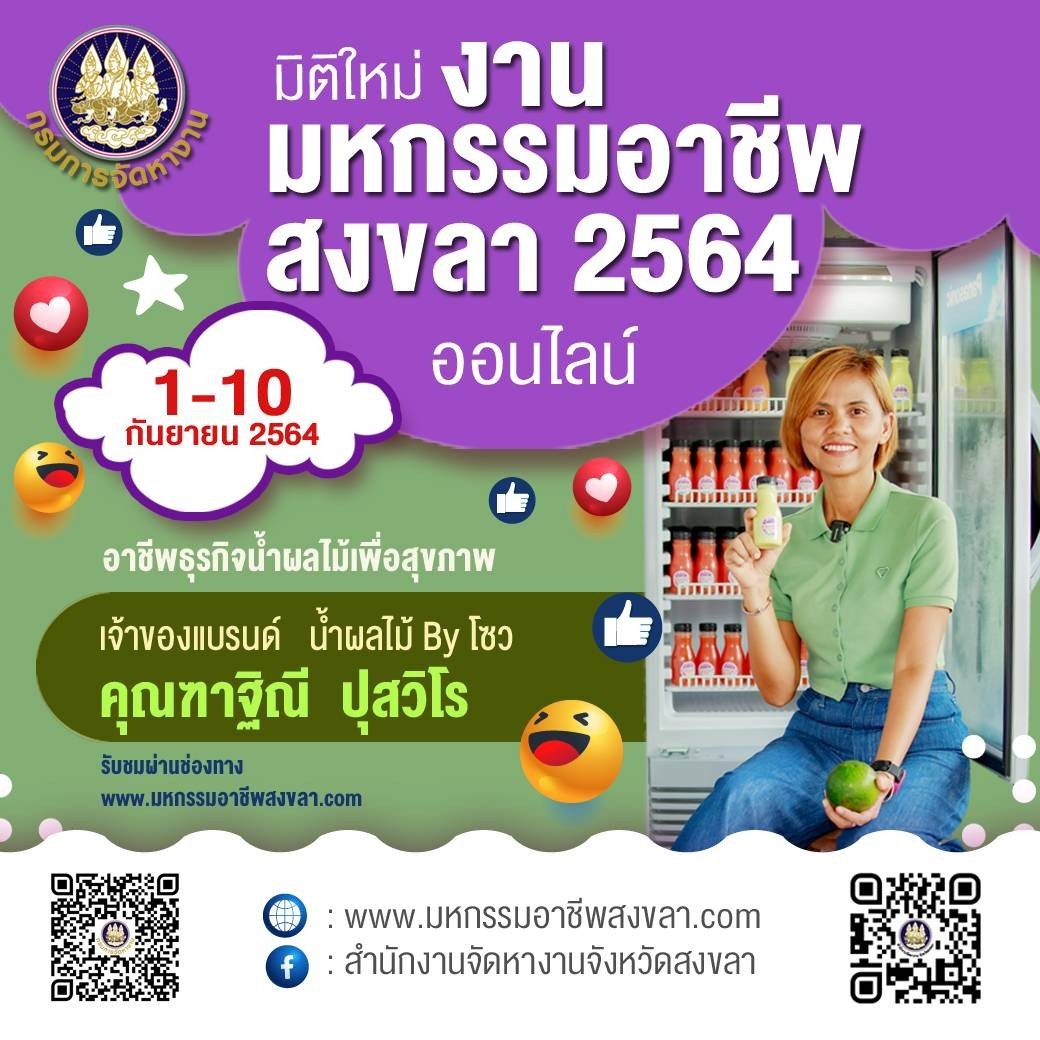 กรมการจัดหางาน
มิติใหม่ งาน
มหกรรมอาชีพ
สงขลา 2564
ออนไลน์
Panasonic
1-10
กันยายน 2564
อาชีพธุรกิจน้ำผลไม้เพื่อสุขภาพ
เจ้าของแบรนด์ น้ำผลไม้ By โซว
คุณฑาฐิณี ปุสวิโร
รับชมผ่านช่องทาง
www.มหกรรมอาชีพสงขลา.com
: www.มหกรรมอาชีพสงขลา.com
: สำนักงานจัดหางานจังหวัดสงขลา